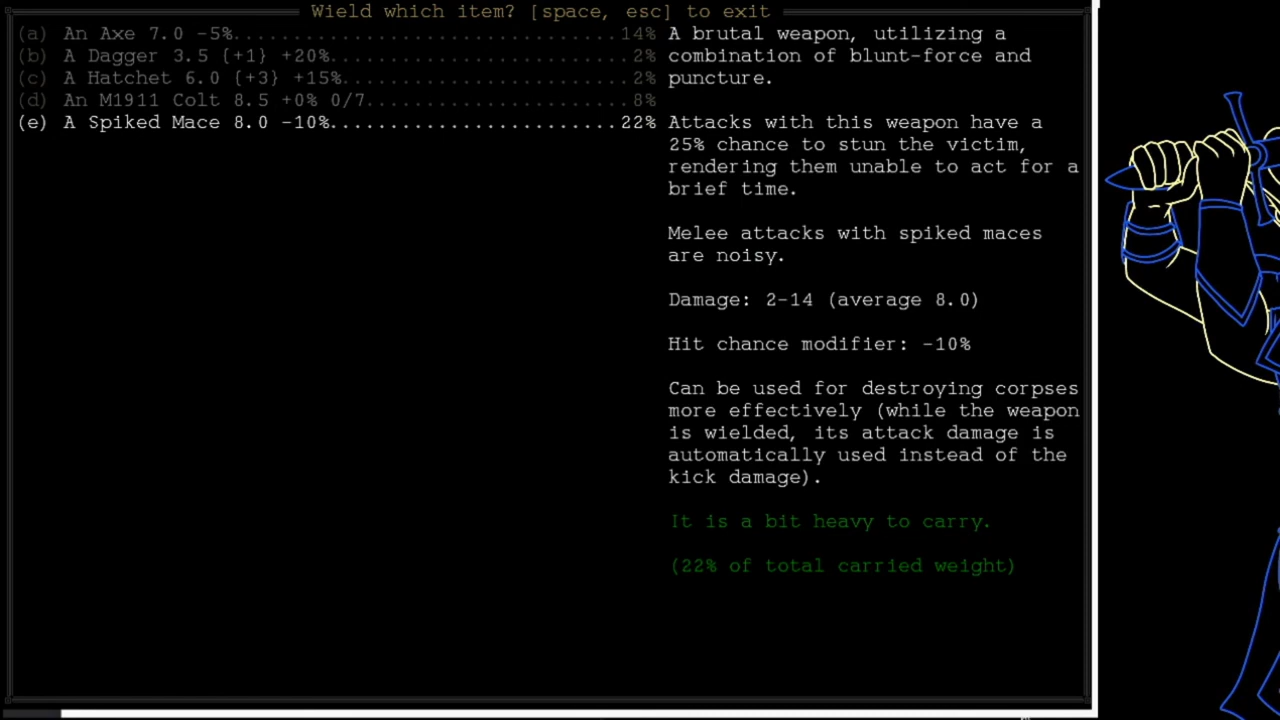 Wield which item? [space, esc] to exit
(a) An Axe 7.0 -5%.................................14%
(b) A Dagger 3.5 {+1} +20%...........................2%
(c) A Hatchet 6.0 {+3} +15%..........................2%
(d) An M1911 Colt 8.5 +0% 0/7........................8%
(e) A Spiked Mace 8.0 -10%..........................22%
A brutal weapon, utilizing a
combination of blunt-force and
puncture.
Attacks with this weapon have a
25% chance to stun the victim,
rendering them unable to act for a
brief time.
Melee attacks with spiked maces
are noisy.
Damage: 2-14 (average 8.0)
Hit chance modifier: -10%
Can be used for destroying corpses
more effectively (while the weapon
is wielded, its attack damage is
automatically used instead of the
kick damage).
It is a bit heavy to carry.
(22% of total carried weight)